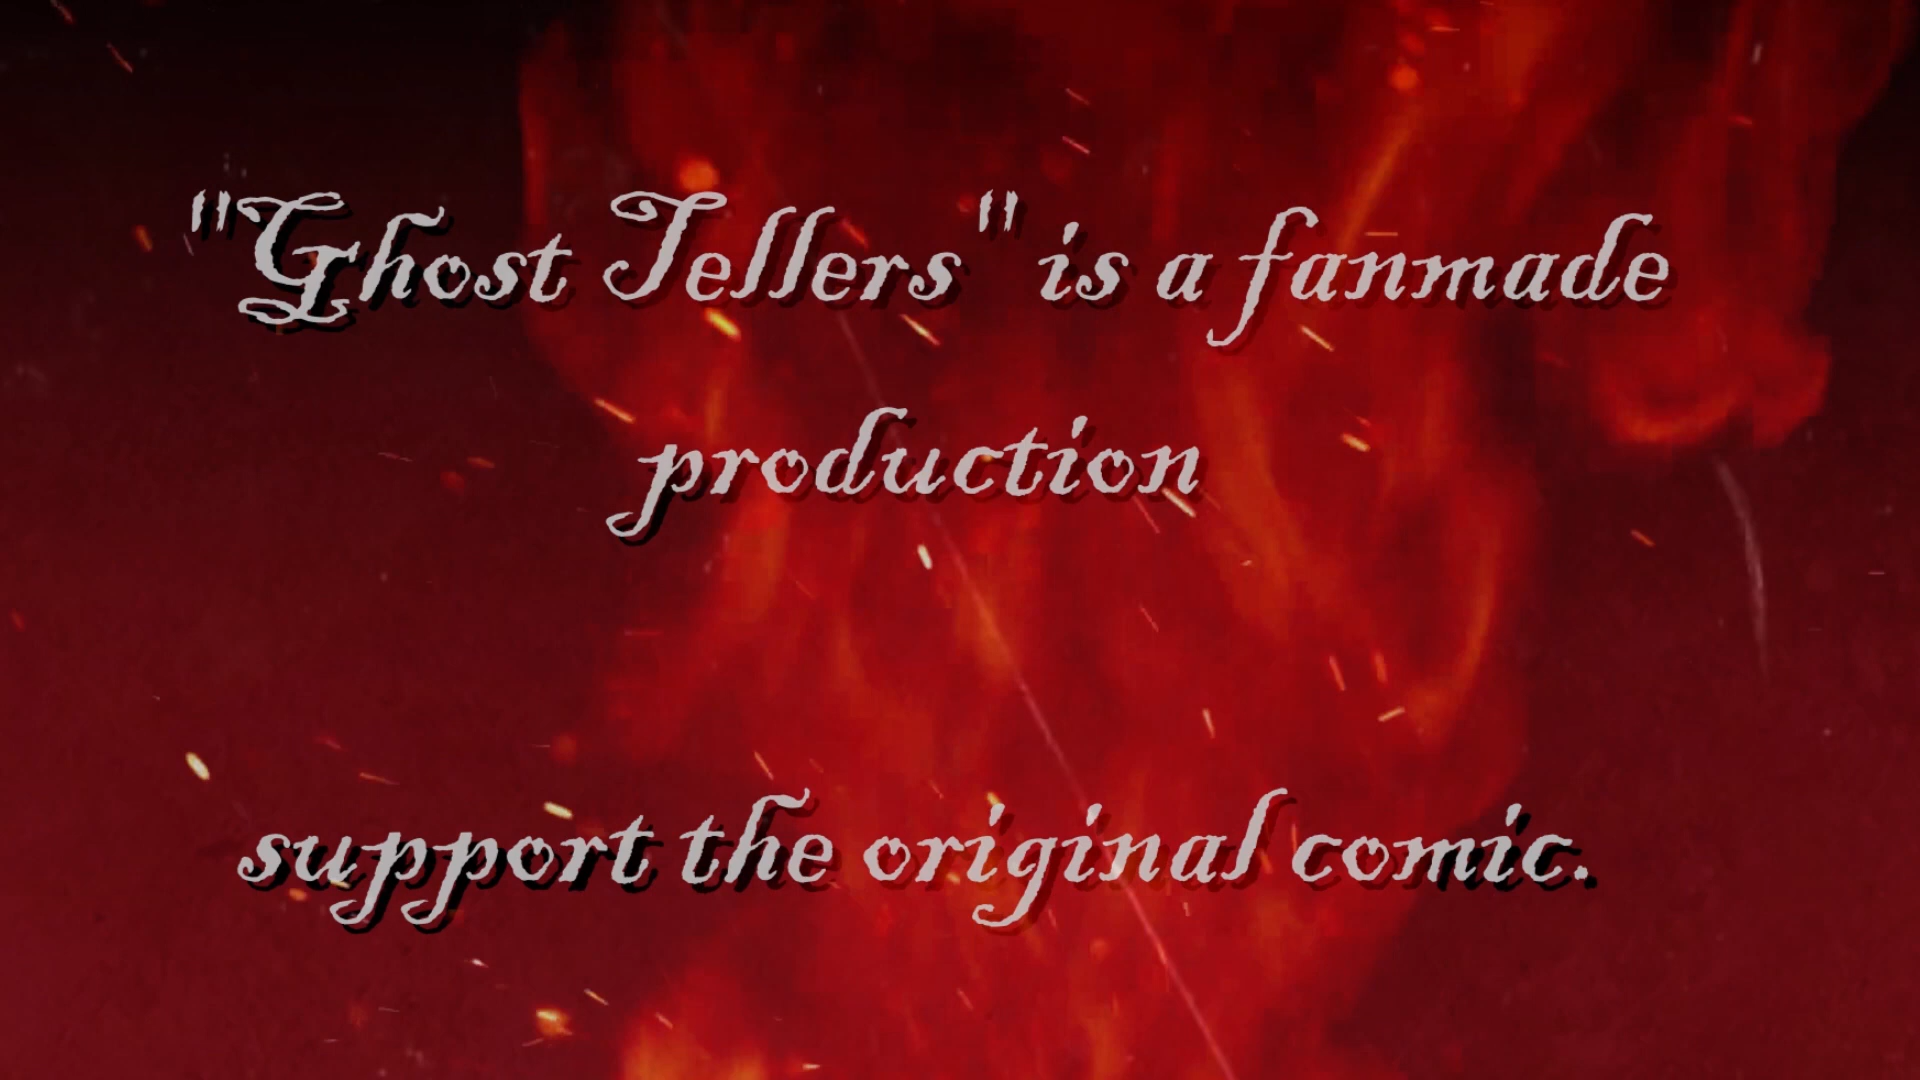 "Ghost Tellers" is a fanmade
production
support the original comic.